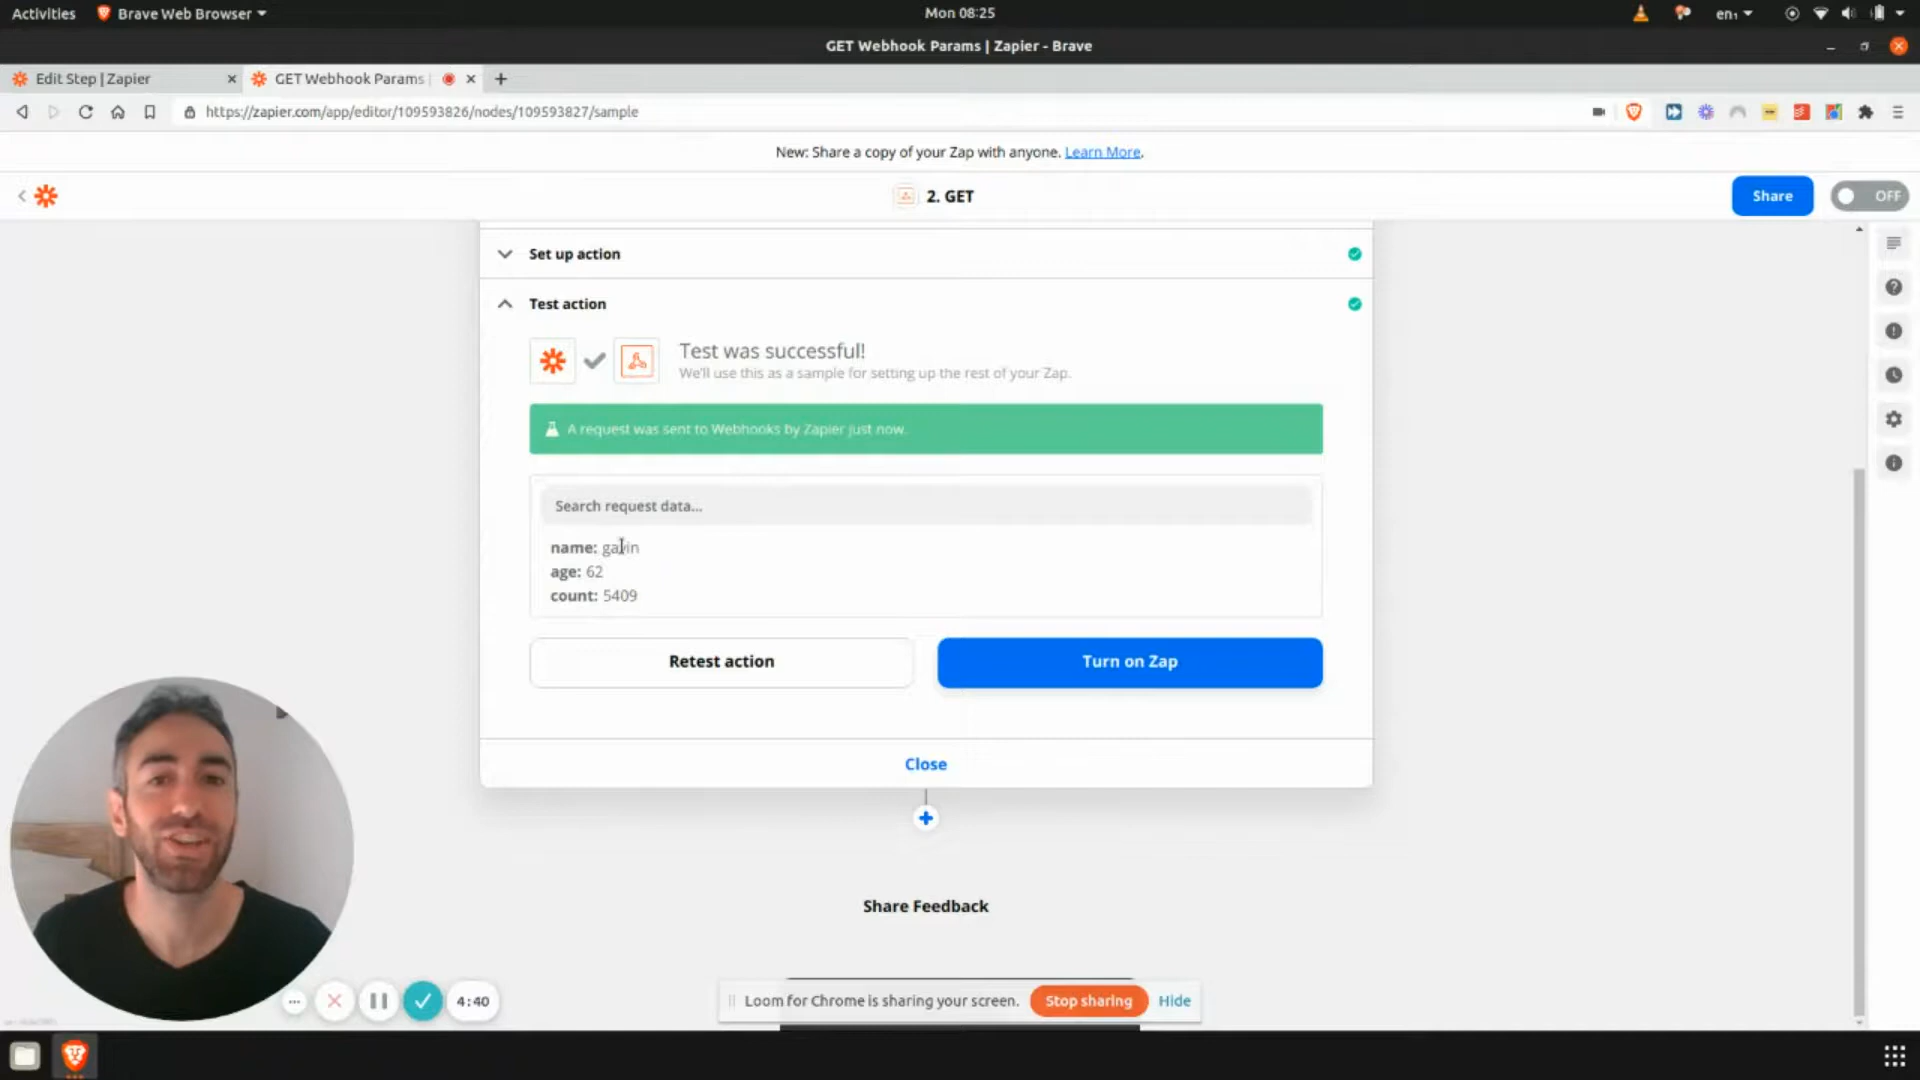 Activities
Brave Web Browser
Mon 08:25
en₁
GET Webhook Params | Zapier - Brave
Edit Step | Zapier
GET Webhook Params |
https://zapier.com/app/editor/109593826/nodes/109593827/sample
New: Share a copy of your Zap with anyone. Learn More.
2. GET
Share
OFF
Set up action
Test action
Test was successful!
We'll use this as a sample for setting up the rest of your Zap.
A request was sent to Webhooks by Zapier just now.
Search request data...
name: gavin
age: 62
count: 5409
Retest action
Turn on Zap
Close
Share Feedback
4:40
Loom for Chrome is sharing your screen.
Stop sharing
Hide